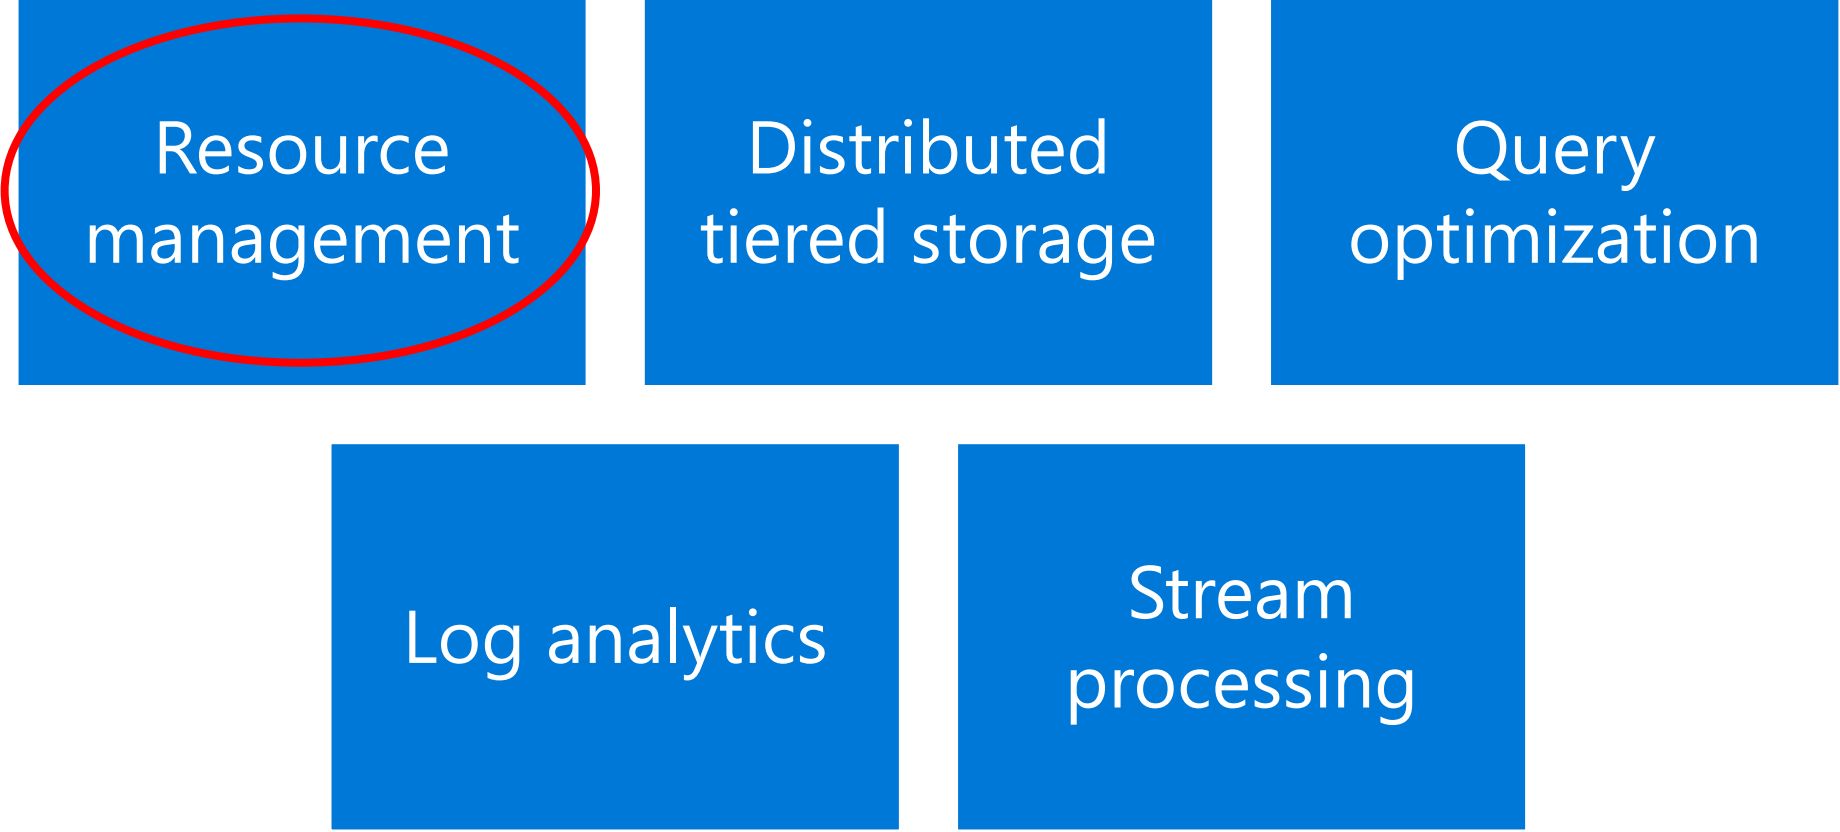 Resource
management
Distributed
tiered storage
Query
optimization
Log analytics
Stream
processing